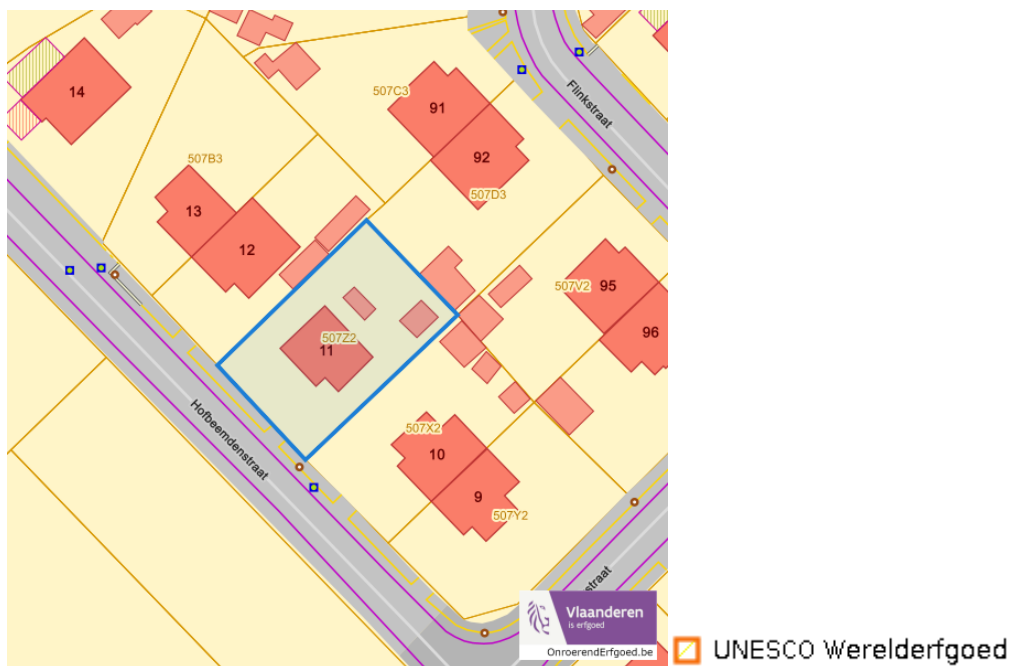 14
507B3
13
12
507C3
91
92
507D3
Flinkstraat
507V2
95
96
507Z2
11
Hofbeemdenstraat
507X2
10
9
507Y2
straat
Vlaanderen
is erfgoed
OnroerendErfgoed.be
UNESCO Werelderfgoed